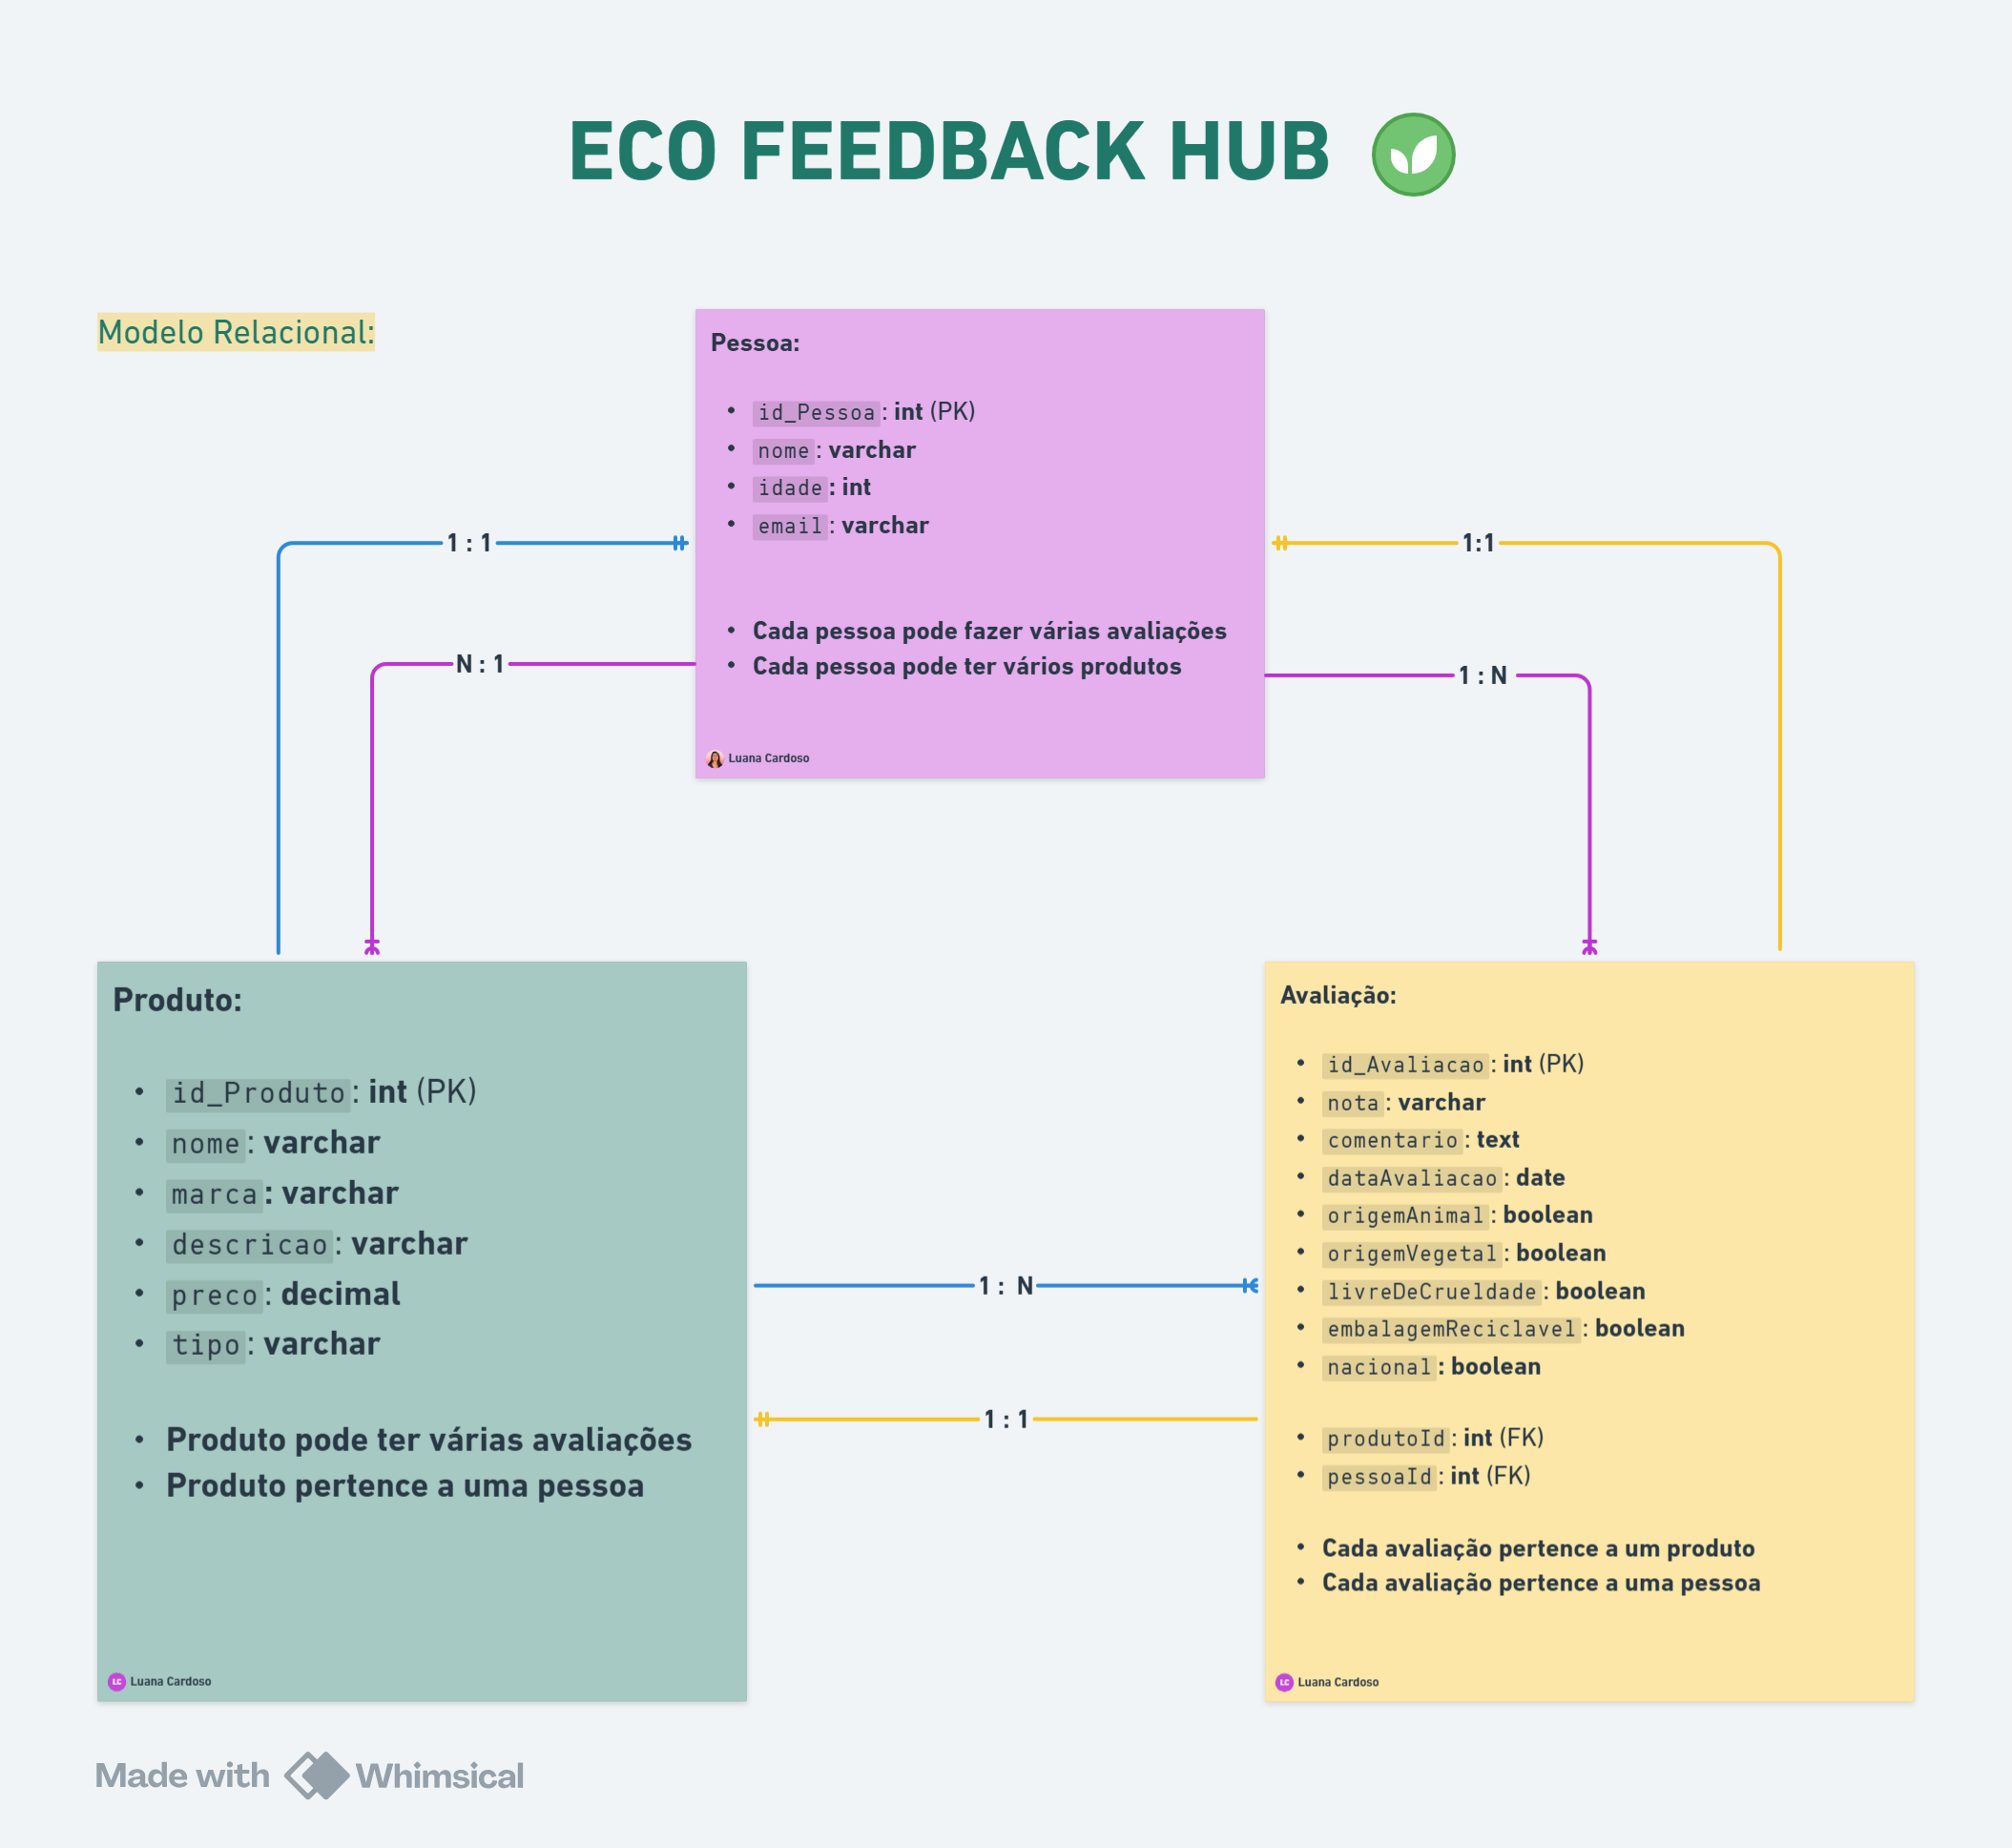 ECO FEEDBACK HUB
Modelo Relacional:
Pessoa:
• id_Pessoa: int (PK)
• nome: varchar
• idade: int
• email: varchar
• Cada pessoa pode fazer várias avaliações
• Cada pessoa pode ter vários produtos
Luana Cardoso
1 : 1
N : 1
1:1
1 : N
Produto:
• id_Produto: int (PK)
• nome: varchar
• marca: varchar
• descricao: varchar
• preco: decimal
• tipo: varchar
• Produto pode ter várias avaliações
• Produto pertence a uma pessoa
LC Luana Cardoso
1 : N
1 : 1
Avaliação:
• id_Avaliacao: int (PK)
• nota: varchar
• comentario: text
• dataAvaliacao: date
• origemAnimal: boolean
• origemVegetal: boolean
• livreDeCrueldade: boolean
• embalagemReciclavel: boolean
• nacional: boolean
• produtoId: int (FK)
• pessoaId: int (FK)
• Cada avaliação pertence a um produto
• Cada avaliação pertence a uma pessoa
LC Luana Cardoso
Made with Whimsical